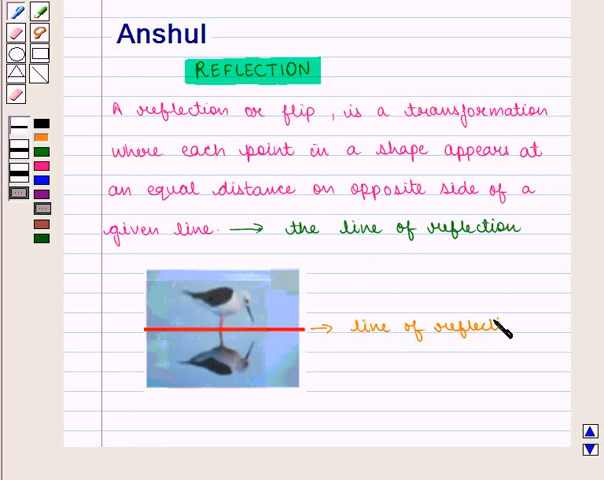 Anshul
REFLECTION
A reflection or flip, is a transformation
where each point in a shape appears at
an equal distance on opposite side of a
given line. → the line of reflection
→ line of reflecti